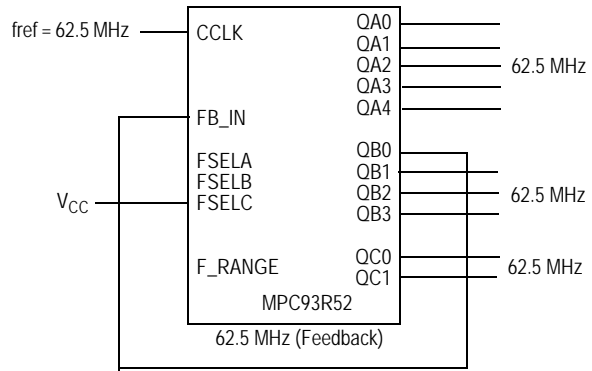 fref = 62.5 MHz
CCLK
QA0
QA1
QA2
QA3
QA4
62.5 MHz
FB_IN
QB0
QB1
QB2
QB3
62.5 MHz
FSELA
FSELB
FSELC
VCC
F_RANGE
QC0
QC1
62.5 MHz
MPC93R52
62.5 MHz (Feedback)